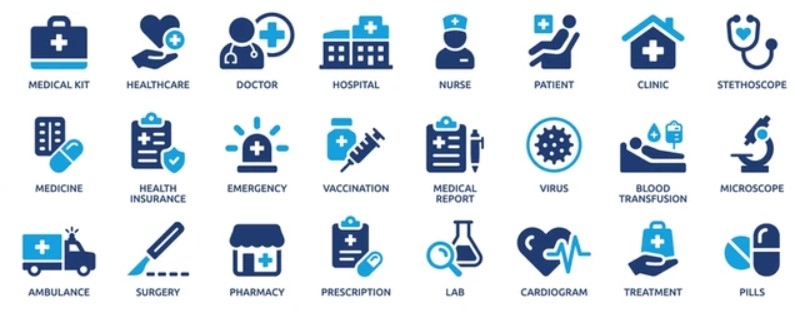 MEDICAL KIT
HEALTHCARE
DOCTOR
HOSPITAL
NURSE
PATIENT
CLINIC
STETHOSCOPE
MEDICINE
HEALTH
INSURANCE
EMERGENCY
VACCINATION
MEDICAL
REPORT
VIRUS
BLOOD
TRANSFUSION
MICROSCOPE
AMBULANCE
SURGERY
PHARMACY
PRESCRIPTION
LAB
CARDIOGRAM
TREATMENT
PILLS